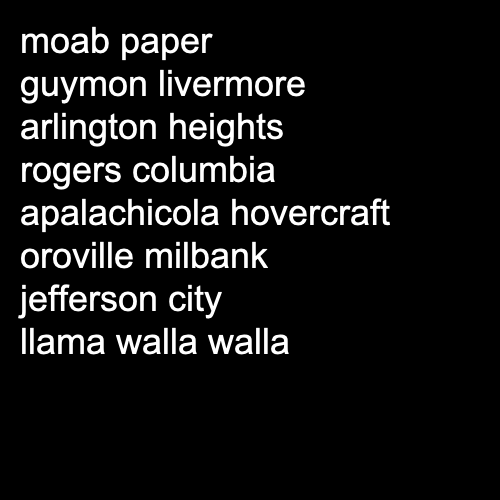 moab paper
guymon livermore
arlington heights
rogers columbia
apalachicola hovercraft
oroville milbank
jefferson city
llama walla walla